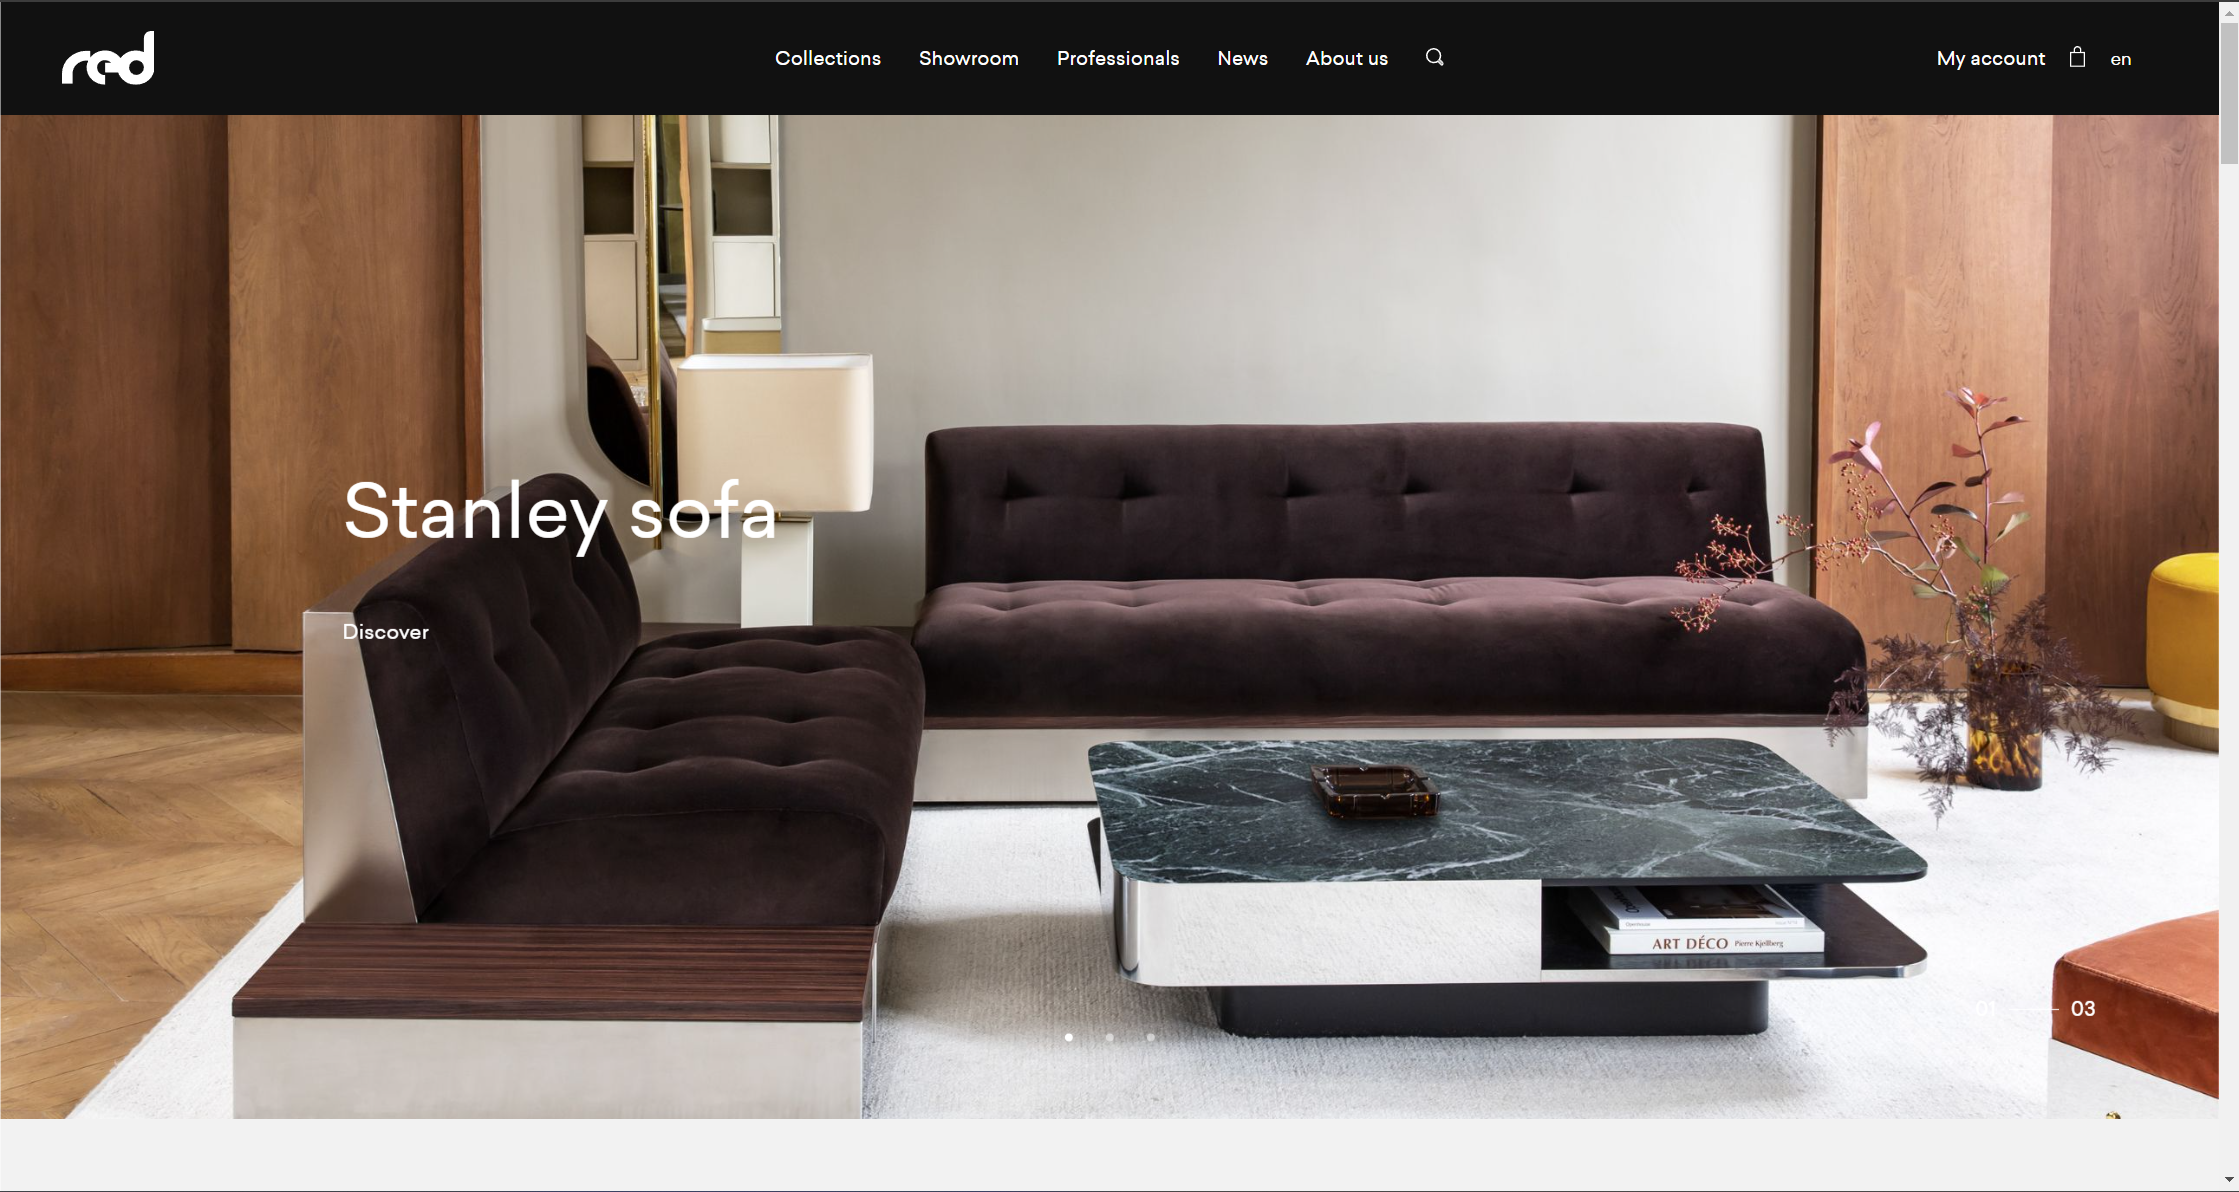 red
Collections Showroom Professionals News About us
My account en
Stanley sofa
Discover
ART DÉCO Pierre Kjellberg
01 03